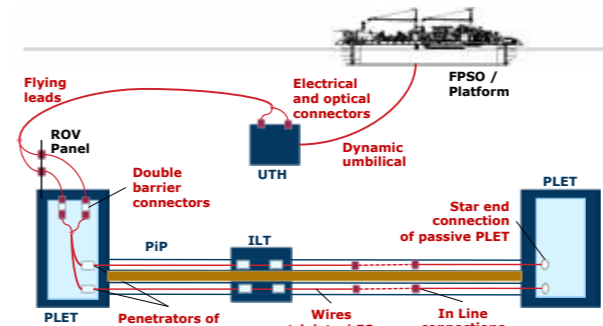 Flying
leads
Electrical
and optical
connectors
FPSO /
Platform
ROV
Panel
Dynamic
umbilical
UTH
Double
barrier
connectors
PLET
Star end
connection
of passive PLET
PiP
ILT
PLET
Penetrators of
Wires
In Line